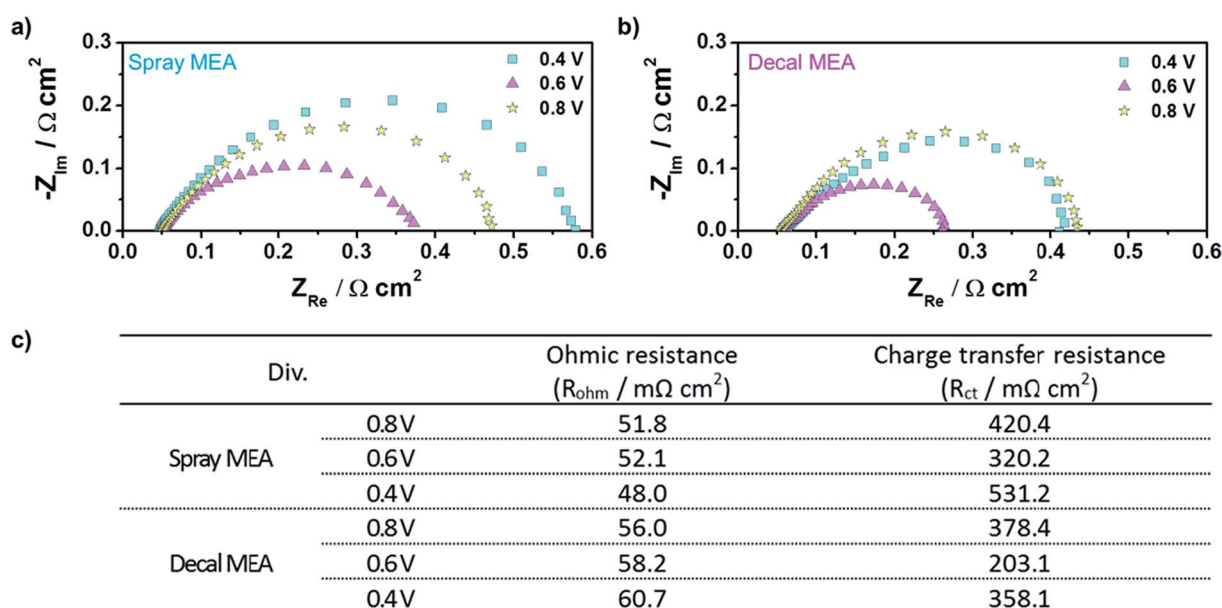 a)
Spray MEA
0.4 V
0.6 V
0.8 V
0.3
0.2
0.1
0.0
-Z_Im / Ω cm²
0.0 0.1 0.2 0.3 0.4 0.5 0.6
Z_Re / Ω cm²
b)
Decal MEA
0.4 V
0.6 V
0.8 V
0.3
0.2
0.1
0.0
-Z_Im / Ω cm²
0.0 0.1 0.2 0.3 0.4 0.5 0.6
Z_Re / Ω cm²
c)
Div. Ohmic resistance (R_ohm / mΩ cm²) Charge transfer resistance (R_ct / mΩ cm²)
Spray MEA 0.8V 51.8 420.4
0.6V 52.1 320.2
0.4V 48.0 531.2
Decal MEA 0.8V 56.0 378.4
0.6V 58.2 203.1
0.4V 60.7 358.1